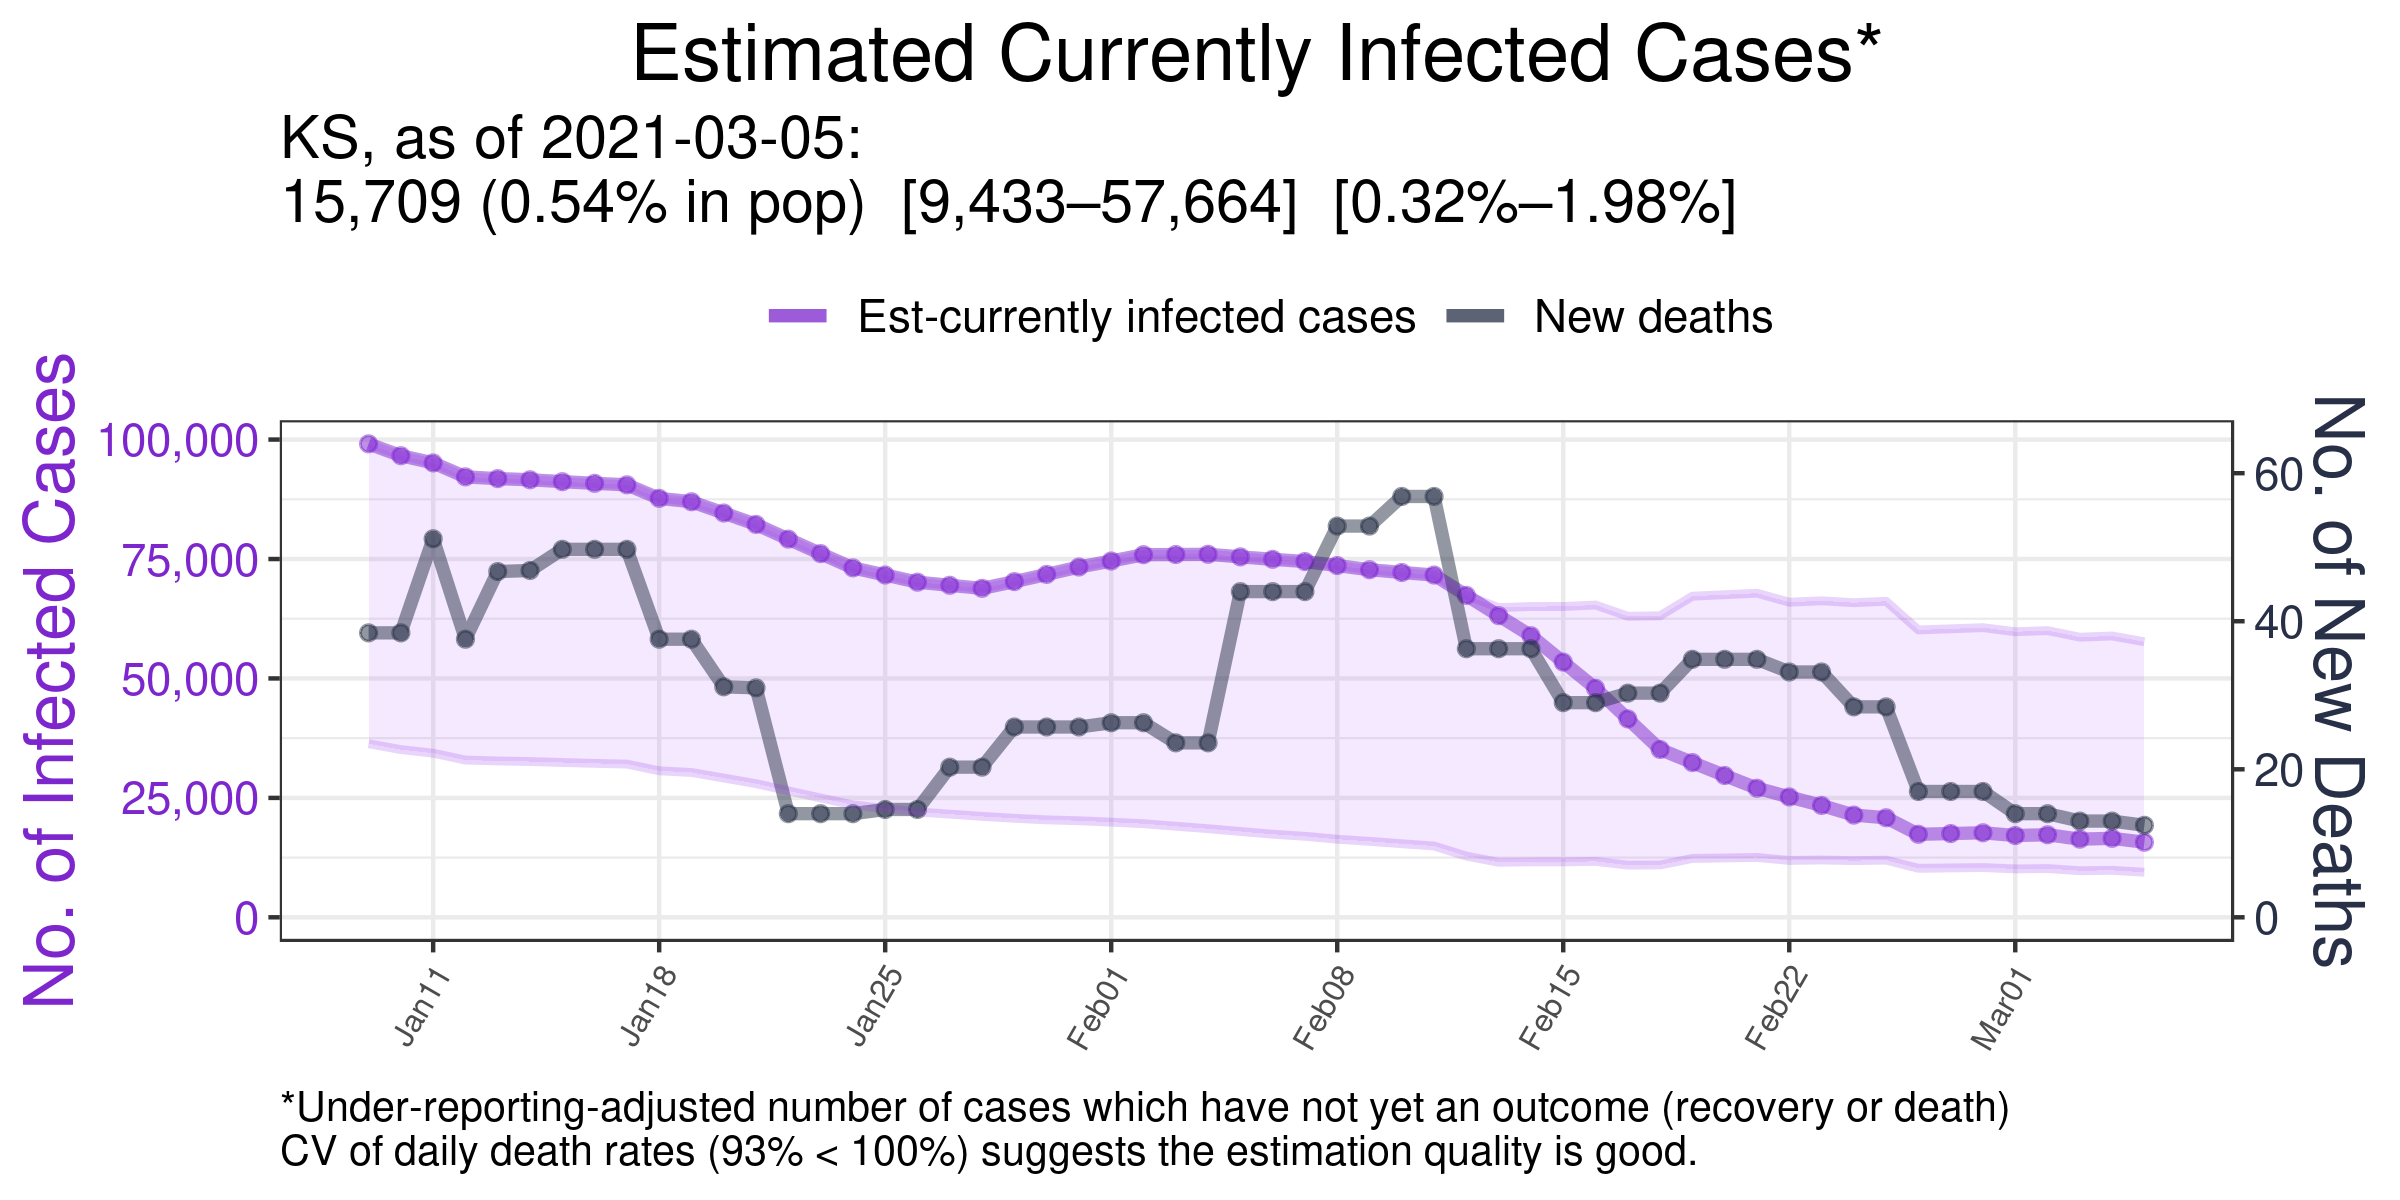 Estimated Currently Infected Cases*
KS, as of 2021-03-05:
15,709 (0.54% in pop)  [9,433–57,664]  [0.32%–1.98%]
Est-currently infected cases
New deaths
No. of Infected Cases
100,000
75,000
50,000
25,000
0
No. of New Deaths
60
40
20
0
Jan11
Jan18
Jan25
Feb01
Feb08
Feb15
Feb22
Mar01
*Under-reporting-adjusted number of cases which have not yet an outcome (recovery or death)
CV of daily death rates (93% < 100%) suggests the estimation quality is good.